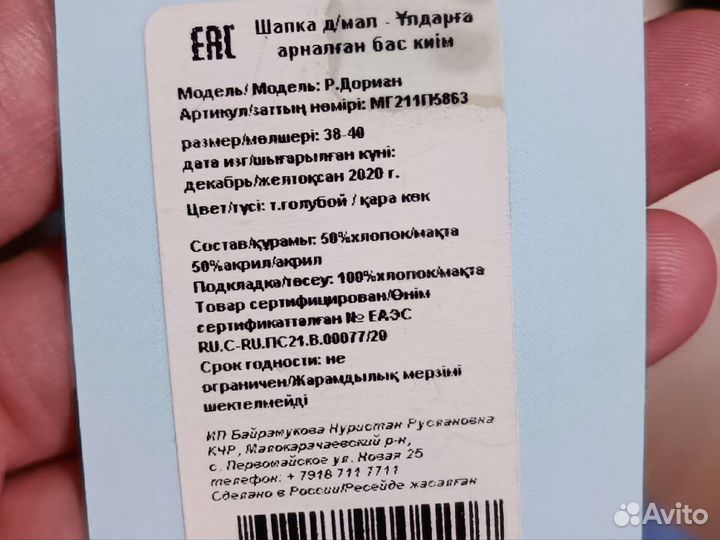 EAC
Шапка д/мал - Ұлдарға
арналған бас киім
Модель/ Модель: Р.Дориан
Артикул/заттың нөмірі: МГ211П5863
размер/мөлшері: 38-40
дата изг/шығарылған күні:
декабрь/желтоқсан 2020 г.
Цвет/түсі: т.голубой / қара көк
Состав/құрамы: 50%хлопок/мақта
50%акрил/акрил
Подкладка/төсеу: 100%хлопок/мақта
Товар сертифицирован/Өнім
сертификатталған № ЕАЭС
RU.C-RU.ПС21.В.00077/20
Срок годности: не
ограничен/Жарамдылық мерзімі
шектелмейді
ИП Байрамукова Нуристан Руслановна
КЧР, Малокарачаевский р-н,
с. Первомайское ул. Новая 25
телефон: + 7918 711 7711
Сделано в России/Ресейде жасалған
Avito